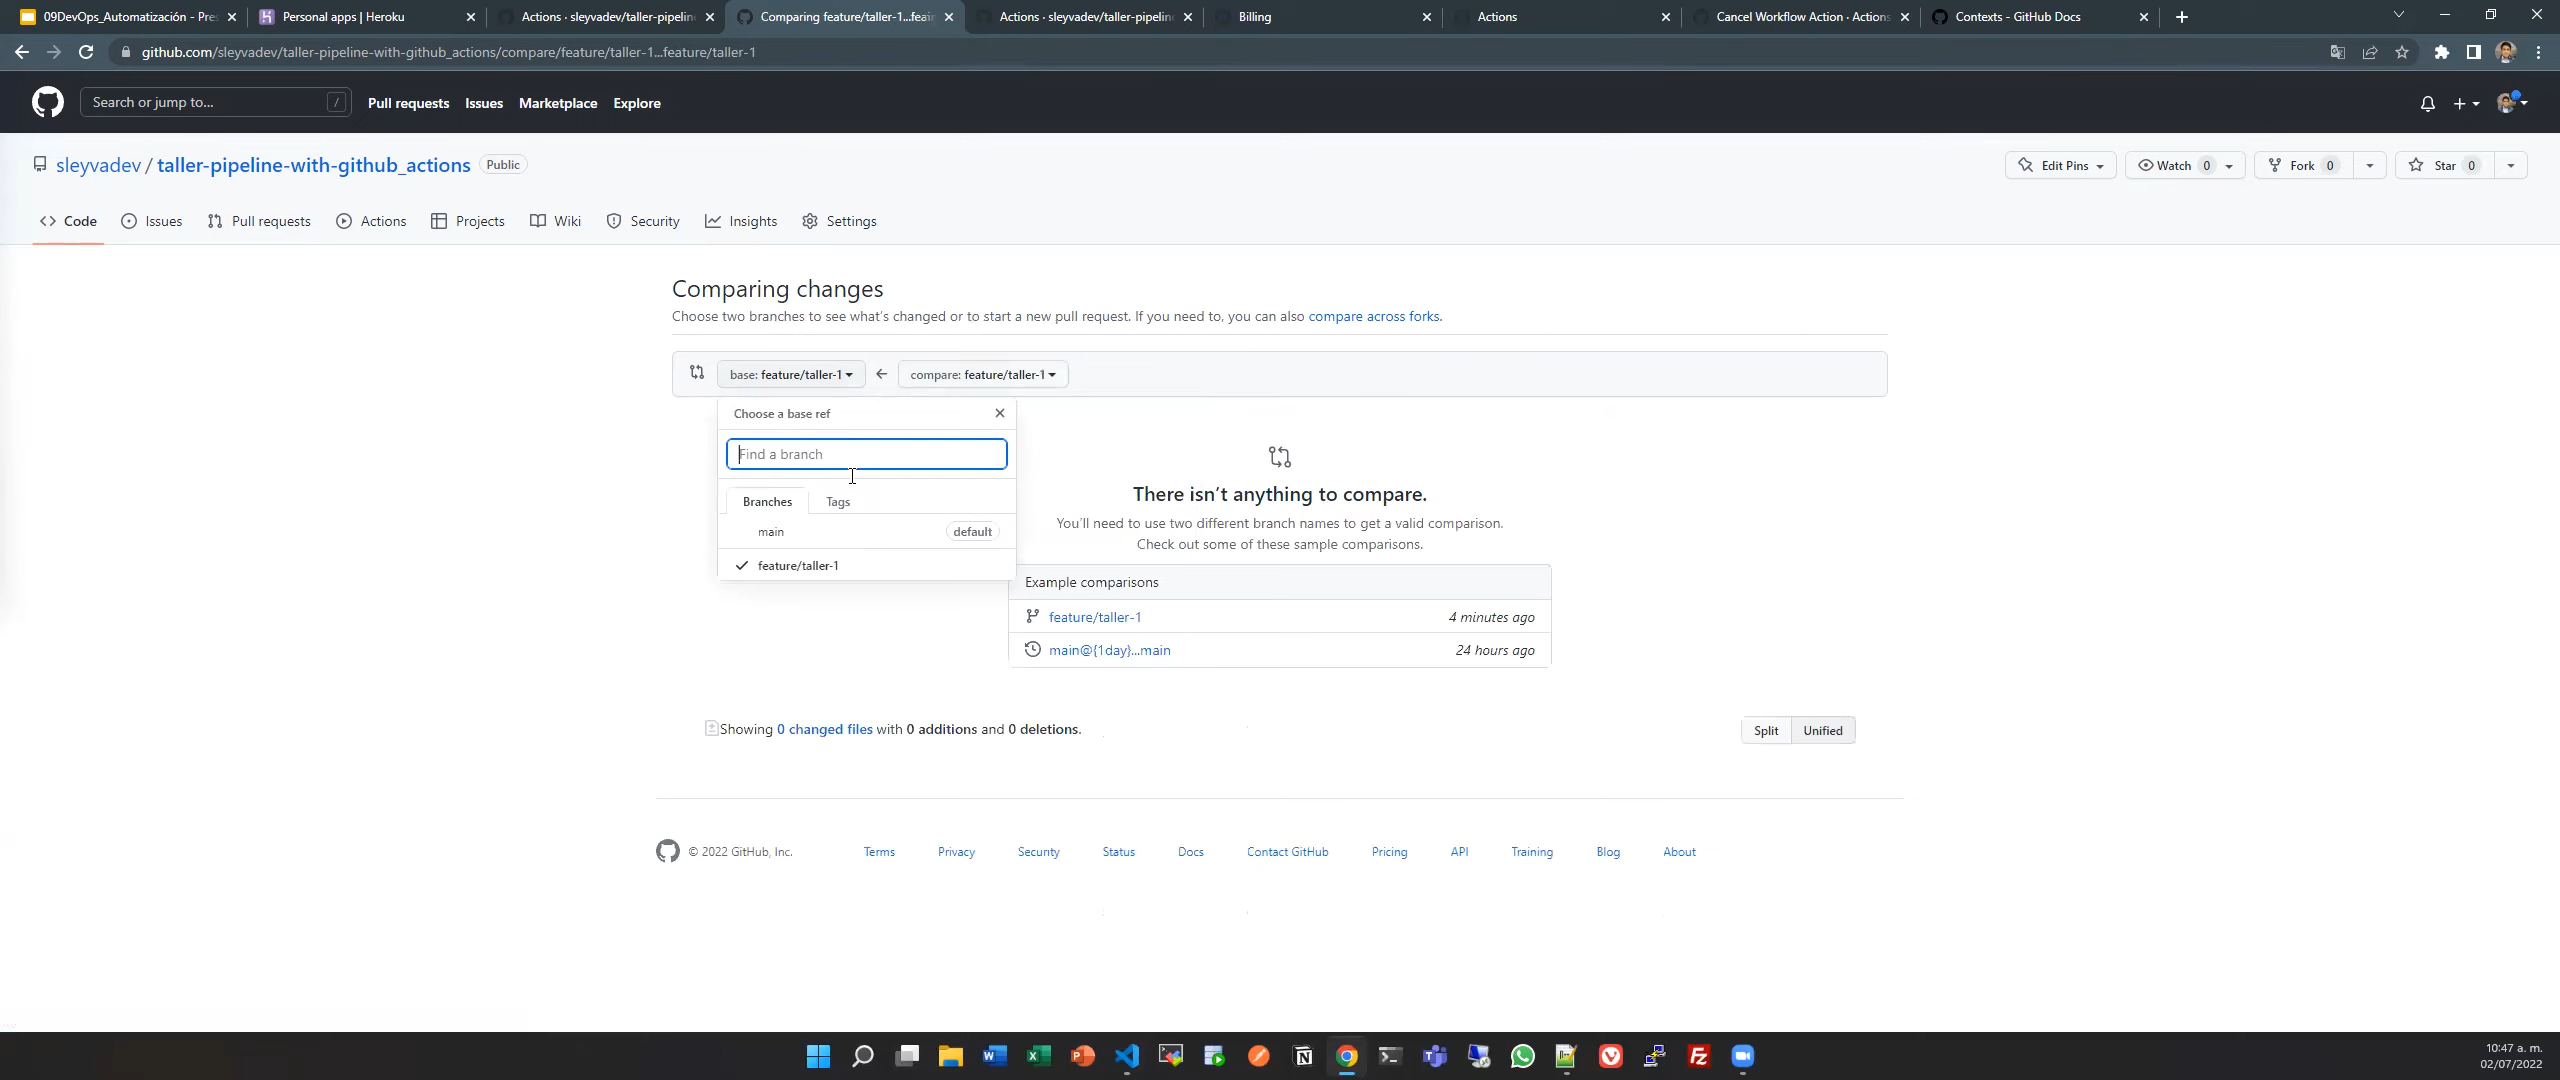 09DevOps_Automatización - Pre
Personal apps | Heroku
Actions · sleyvadev/taller-pipelin
Comparing feature/taller-1...feat
Actions · sleyvadev/taller-pipelin
Billing
Actions
Cancel Workflow Action · Actions
Contexts - GitHub Docs
github.com/sleyvadev/taller-pipeline-with-github_actions/compare/feature/taller-1...feature/taller-1
Search or jump to... /
Pull requests Issues Marketplace Explore
sleyvadev / taller-pipeline-with-github_actions Public
Edit Pins Watch 0 Fork 0 Star 0
Code Issues Pull requests Actions Projects Wiki Security Insights Settings
Comparing changes
Choose two branches to see what's changed or to start a new pull request. If you need to, you can also compare across forks.
base: feature/taller-1 compare: feature/taller-1
Choose a base ref
Find a branch
Branches Tags
main default
feature/taller-1
There isn't anything to compare.
You'll need to use two different branch names to get a valid comparison.
Check out some of these sample comparisons.
Example comparisons
feature/taller-1 4 minutes ago
main@{1day}...main 24 hours ago
Showing 0 changed files with 0 additions and 0 deletions.
Split Unified
© 2022 GitHub, Inc. Terms Privacy Security Status Docs Contact GitHub Pricing API Training Blog About
10:47 a. m.
02/07/2022